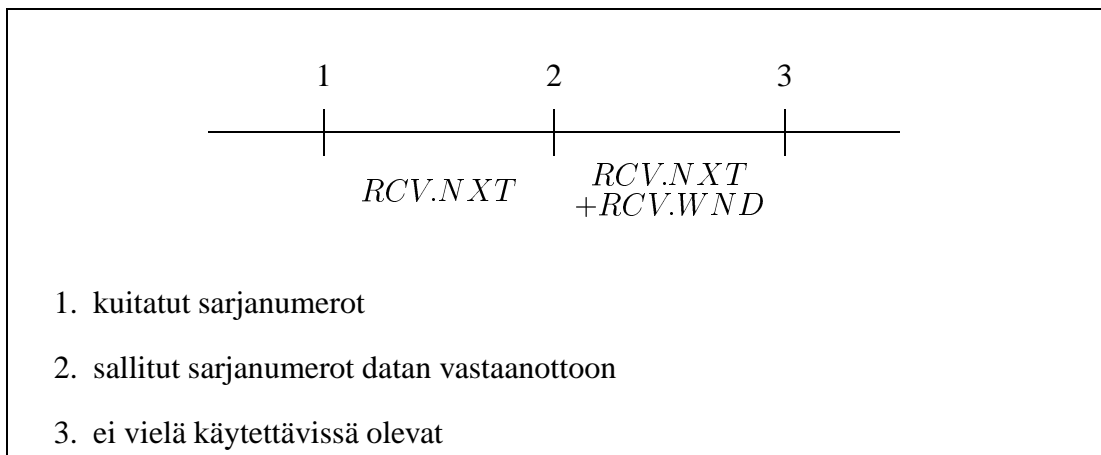 1 2 3
RCV.NXT RCV.NXT
+RCV.WND
1. kuitatut sarjanumerot
2. sallitut sarjanumerot datan vastaanottoon
3. ei vielä käytettävissä olevat